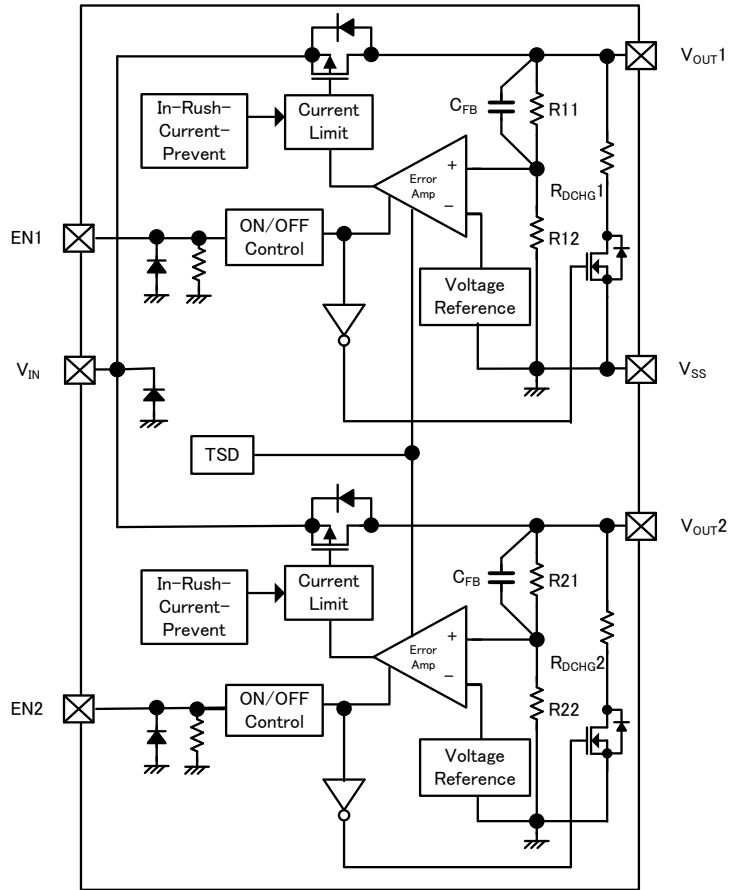 V_OUT1
In-Rush-
Current-
Prevent
Current
Limit
C_FB
R11
Error
Amp
+
−
R_DCHG1
EN1
ON/OFF
Control
R12
Voltage
Reference
V_IN
V_SS
TSD
V_OUT2
In-Rush-
Current-
Prevent
Current
Limit
C_FB
R21
Error
Amp
+
−
R_DCHG2
EN2
ON/OFF
Control
R22
Voltage
Reference